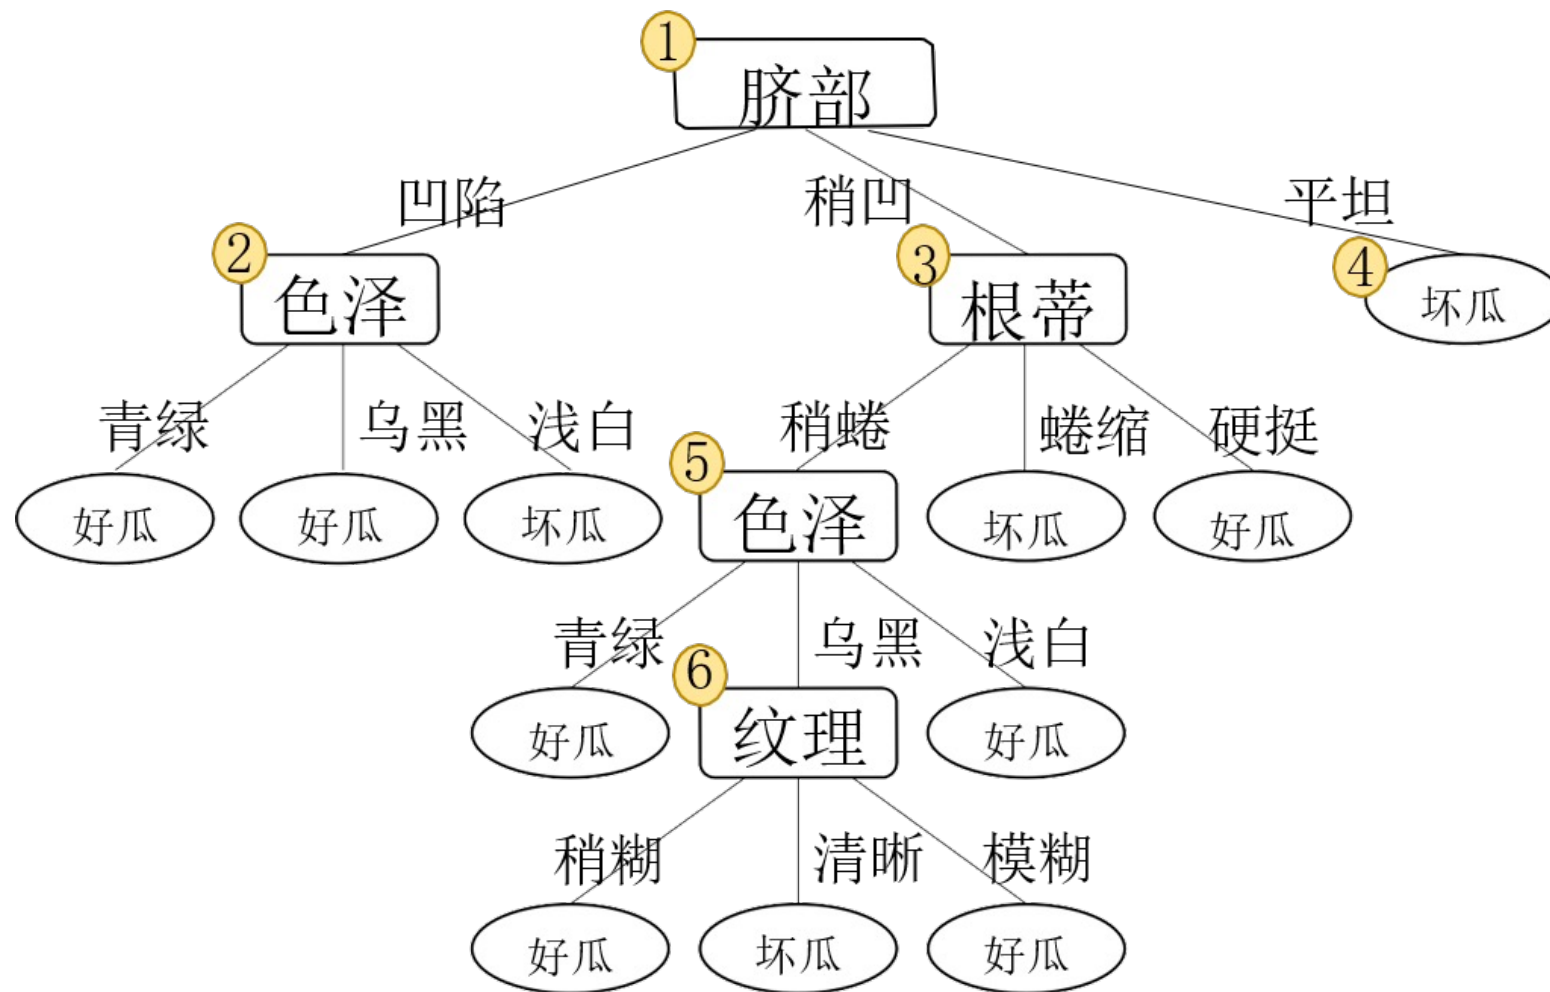 ①
脐部
凹陷 稍凹 平坦
② ③ ④
色泽 根蒂 坏瓜
青绿 乌黑 浅白 稍蜷 蜷缩 硬挺
⑤
好瓜 好瓜 坏瓜 色泽 坏瓜 好瓜
青绿 乌黑 浅白
⑥
好瓜 纹理 好瓜
稍糊 清晰 模糊
好瓜 坏瓜 好瓜